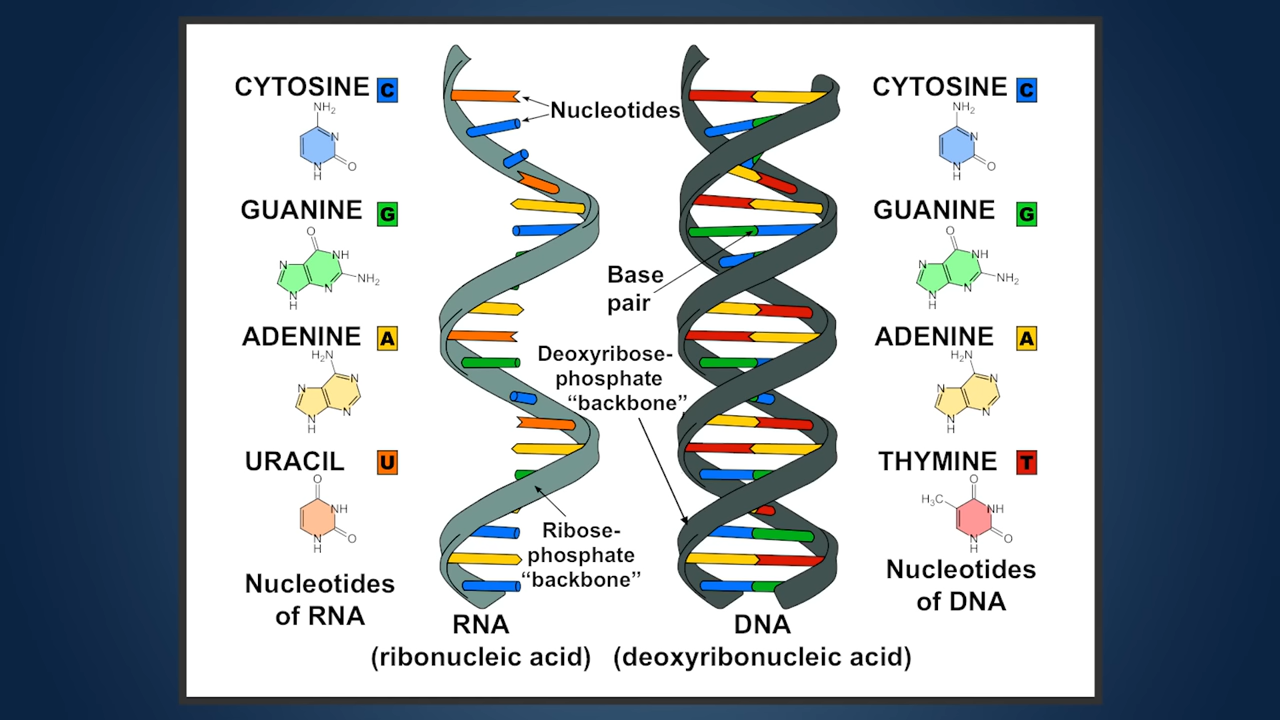 CYTOSINE C
NH2
N
N
H
O
GUANINE G
O
N
NH
N
H
N
NH2
ADENINE A
H2N
N
N
N
H
N
URACIL U
O
NH
N
H
O
Nucleotides
of RNA
Nucleotides
Base
pair
Deoxyribose-
phosphate
“backbone”
Ribose-
phosphate
“backbone”
RNA
(ribonucleic acid)
DNA
(deoxyribonucleic acid)
CYTOSINE C
NH2
N
N
H
O
GUANINE G
O
N
NH
N
H
N
NH2
ADENINE A
H2N
N
N
N
H
N
THYMINE T
O
H3C
NH
N
H
O
Nucleotides
of DNA